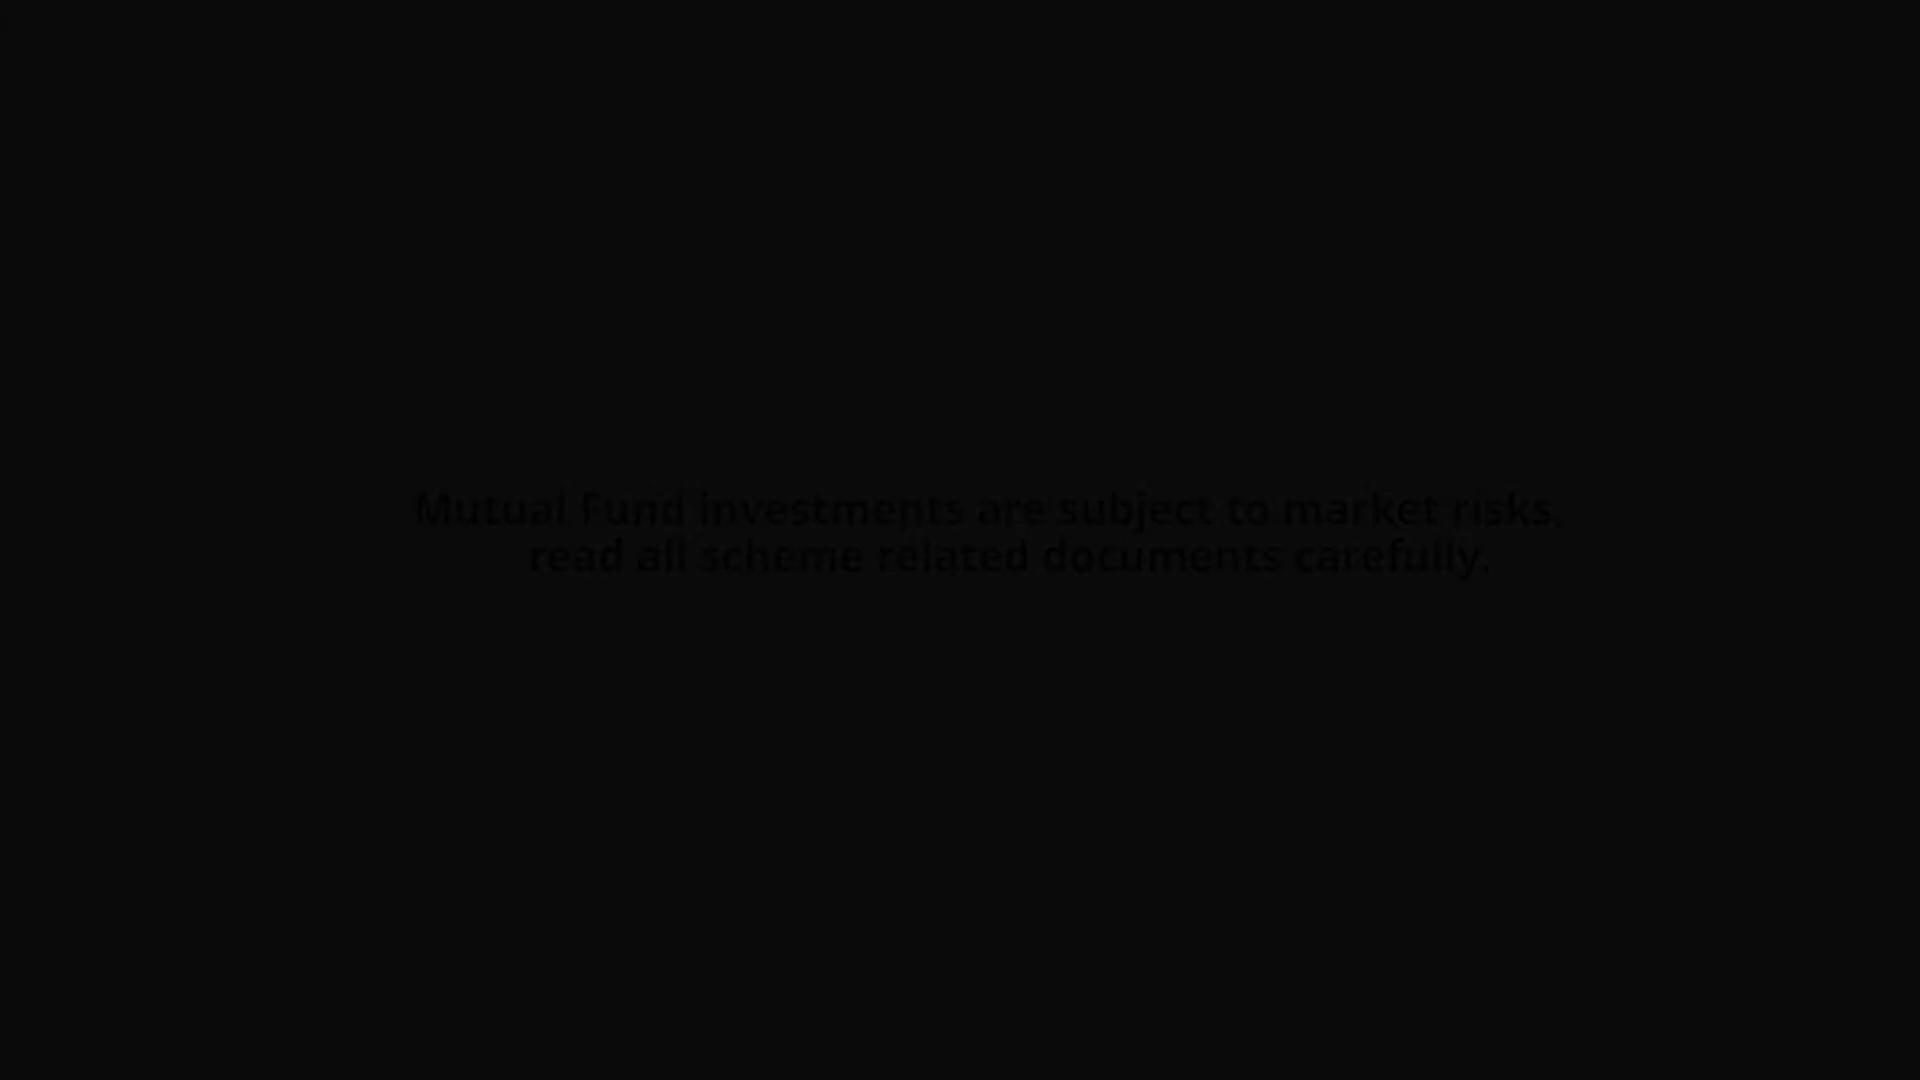 Mutual Fund investments are subject to market risks,
read all scheme related documents carefully.